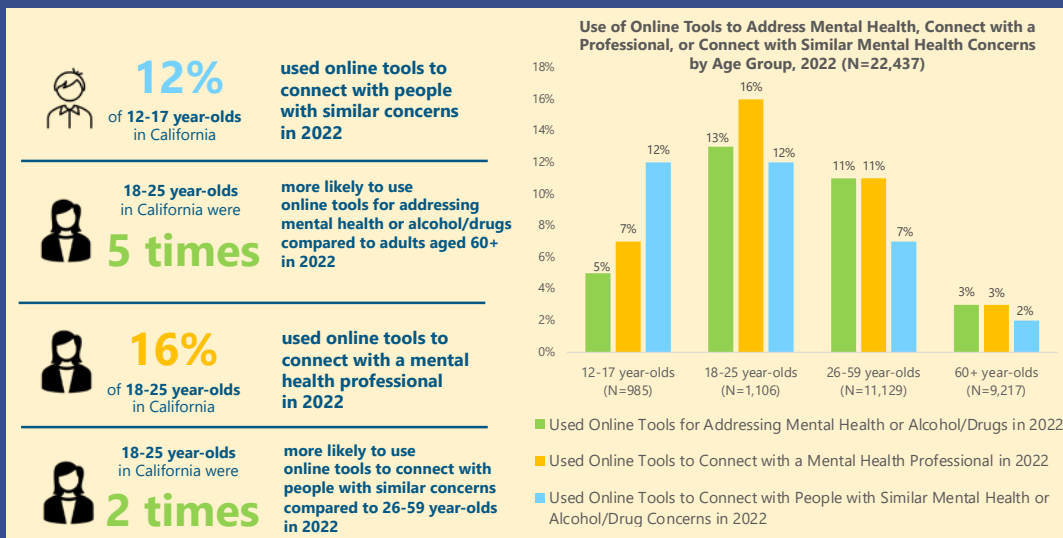 12%
of 12-17 year-olds
in California
used online tools to
connect with people
with similar concerns
in 2022
18-25 year-olds
in California were
5 times
more likely to use
online tools for addressing
mental health or alcohol/drugs
compared to adults aged 60+
in 2022
16%
of 18-25 year-olds
in California
used online tools to
connect with a mental
health professional
in 2022
18-25 year-olds
in California were
2 times
more likely to use
online tools to connect with
people with similar concerns
compared to 26-59 year-olds
in 2022
Use of Online Tools to Address Mental Health, Connect with a
Professional, or Connect with Similar Mental Health Concerns
by Age Group, 2022 (N=22,437)
18%
16%
14%
12%
10%
8%
6%
4%
2%
0%
5%
7%
12%
13%
16%
12%
11%
11%
7%
3%
3%
2%
12-17 year-olds
(N=985)
18-25 year-olds
(N=1,106)
26-59 year-olds
(N=11,129)
60+ year-olds
(N=9,217)
Used Online Tools for Addressing Mental Health or Alcohol/Drugs in 2022
Used Online Tools to Connect with a Mental Health Professional in 2022
Used Online Tools to Connect with People with Similar Mental Health or
Alcohol/Drug Concerns in 2022